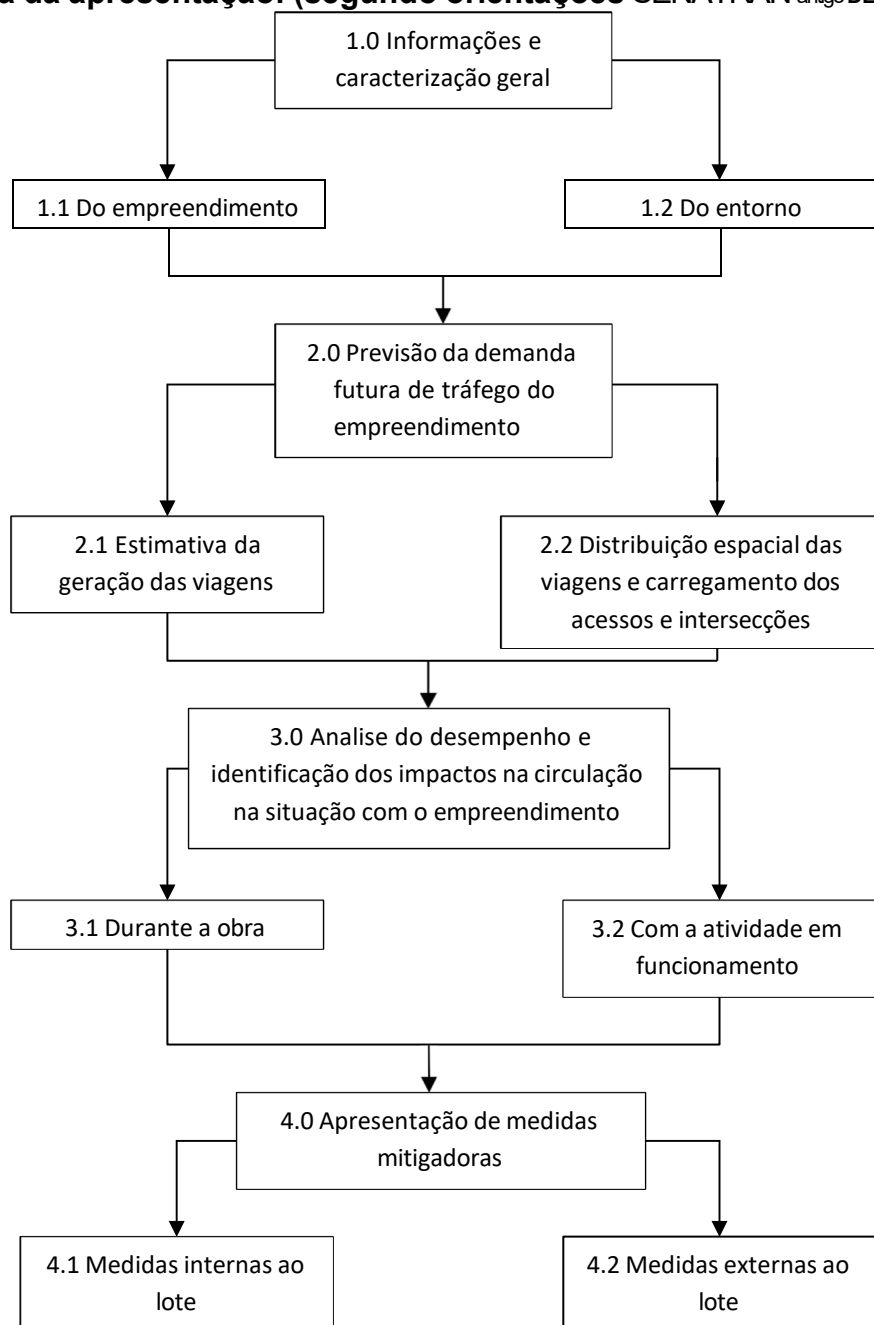 da apresentação. (segundo orientações
1.0 Informações e
caracterização geral
1.1 Do empreendimento
1.2 Do entorno
2.0 Previsão da demanda
futura de tráfego do
empreendimento
2.1 Estimativa da
geração das viagens
2.2 Distribuição espacial das
viagens e carregamento dos
acessos e intersecções
3.0 Analise do desempenho e
identificação dos impactos na circulação
na situação com o empreendimento
3.1 Durante a obra
3.2 Com a atividade em
funcionamento
4.0 Apresentação de medidas
mitigadoras
4.1 Medidas internas ao
lote
4.2 Medidas externas ao
lote